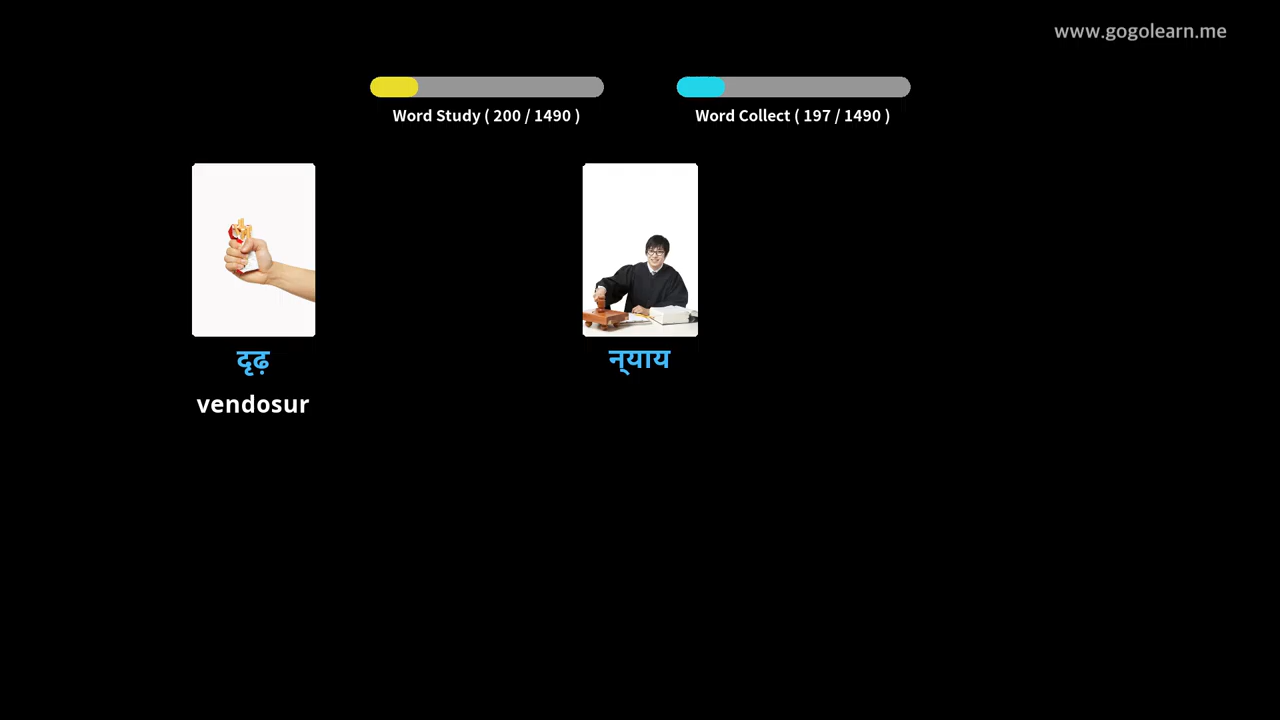 www.gogolearn.me
Word Study ( 200 / 1490 )
Word Collect ( 197 / 1490 )
दृढ़
न्याय
vendosur